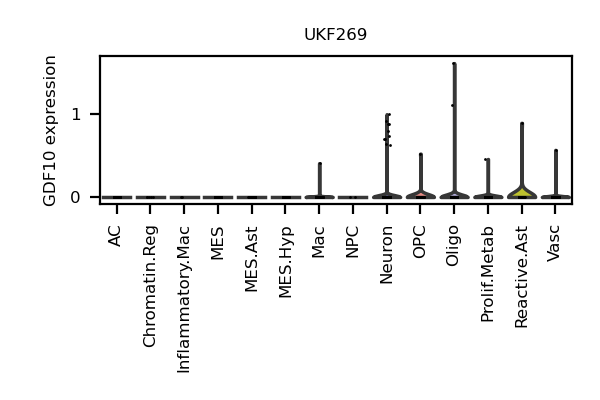 UKF269
GDF10 expression
1
0
AC
Chromatin.Reg
Inflammatory.Mac
MES
MES.Ast
MES.Hyp
Mac
NPC
Neuron
OPC
Oligo
Prolif.Metab
Reactive.Ast
Vasc